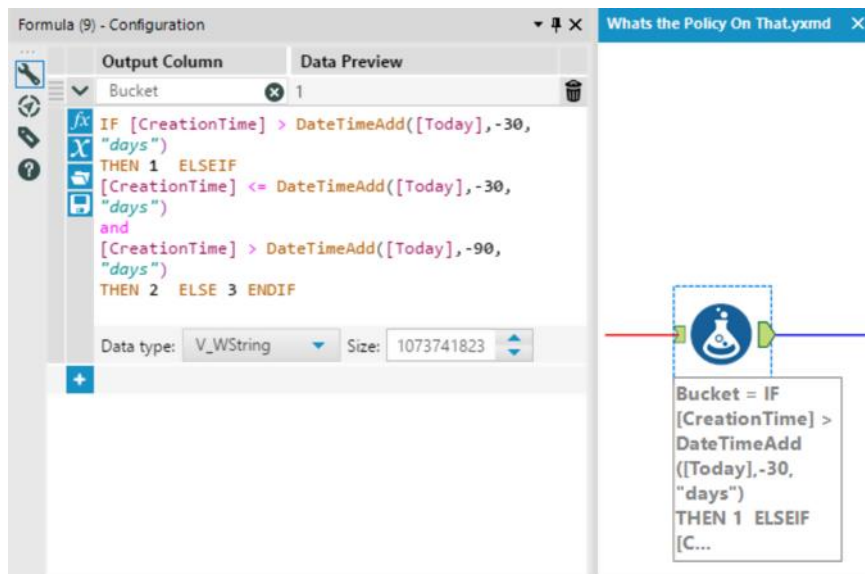 Formula (9) - Configuration
Whats the Policy On That.yxmd
Output Column Data Preview
Bucket 1
IF [CreationTime] > DateTimeAdd([Today],-30,
"days")
THEN 1 ELSEIF
[CreationTime] <= DateTimeAdd([Today],-30,
"days")
and
[CreationTime] > DateTimeAdd([Today],-90,
"days")
THEN 2 ELSE 3 ENDIF
Data type: V_WString Size: 1073741823
Bucket = IF
[CreationTime] >
DateTimeAdd
([Today],-30,
"days")
THEN 1 ELSEIF
[C...